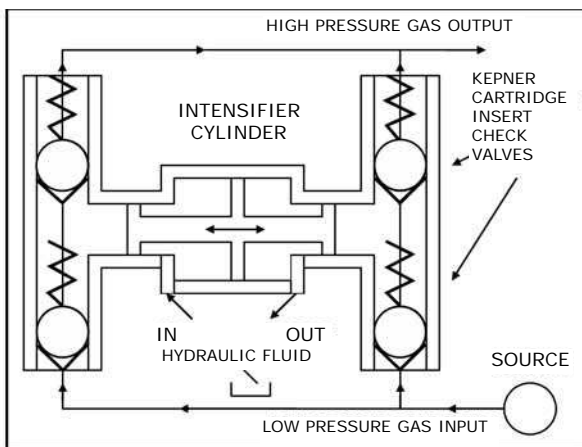 HIGH PRESSURE GAS OUTPUT
INTENSIFIER
CYLINDER
KEPNER
CARTRIDGE
INSERT
CHECK
VALVES
IN
OUT
HYDRAULIC FLUID
SOURCE
LOW PRESSURE GAS INPUT